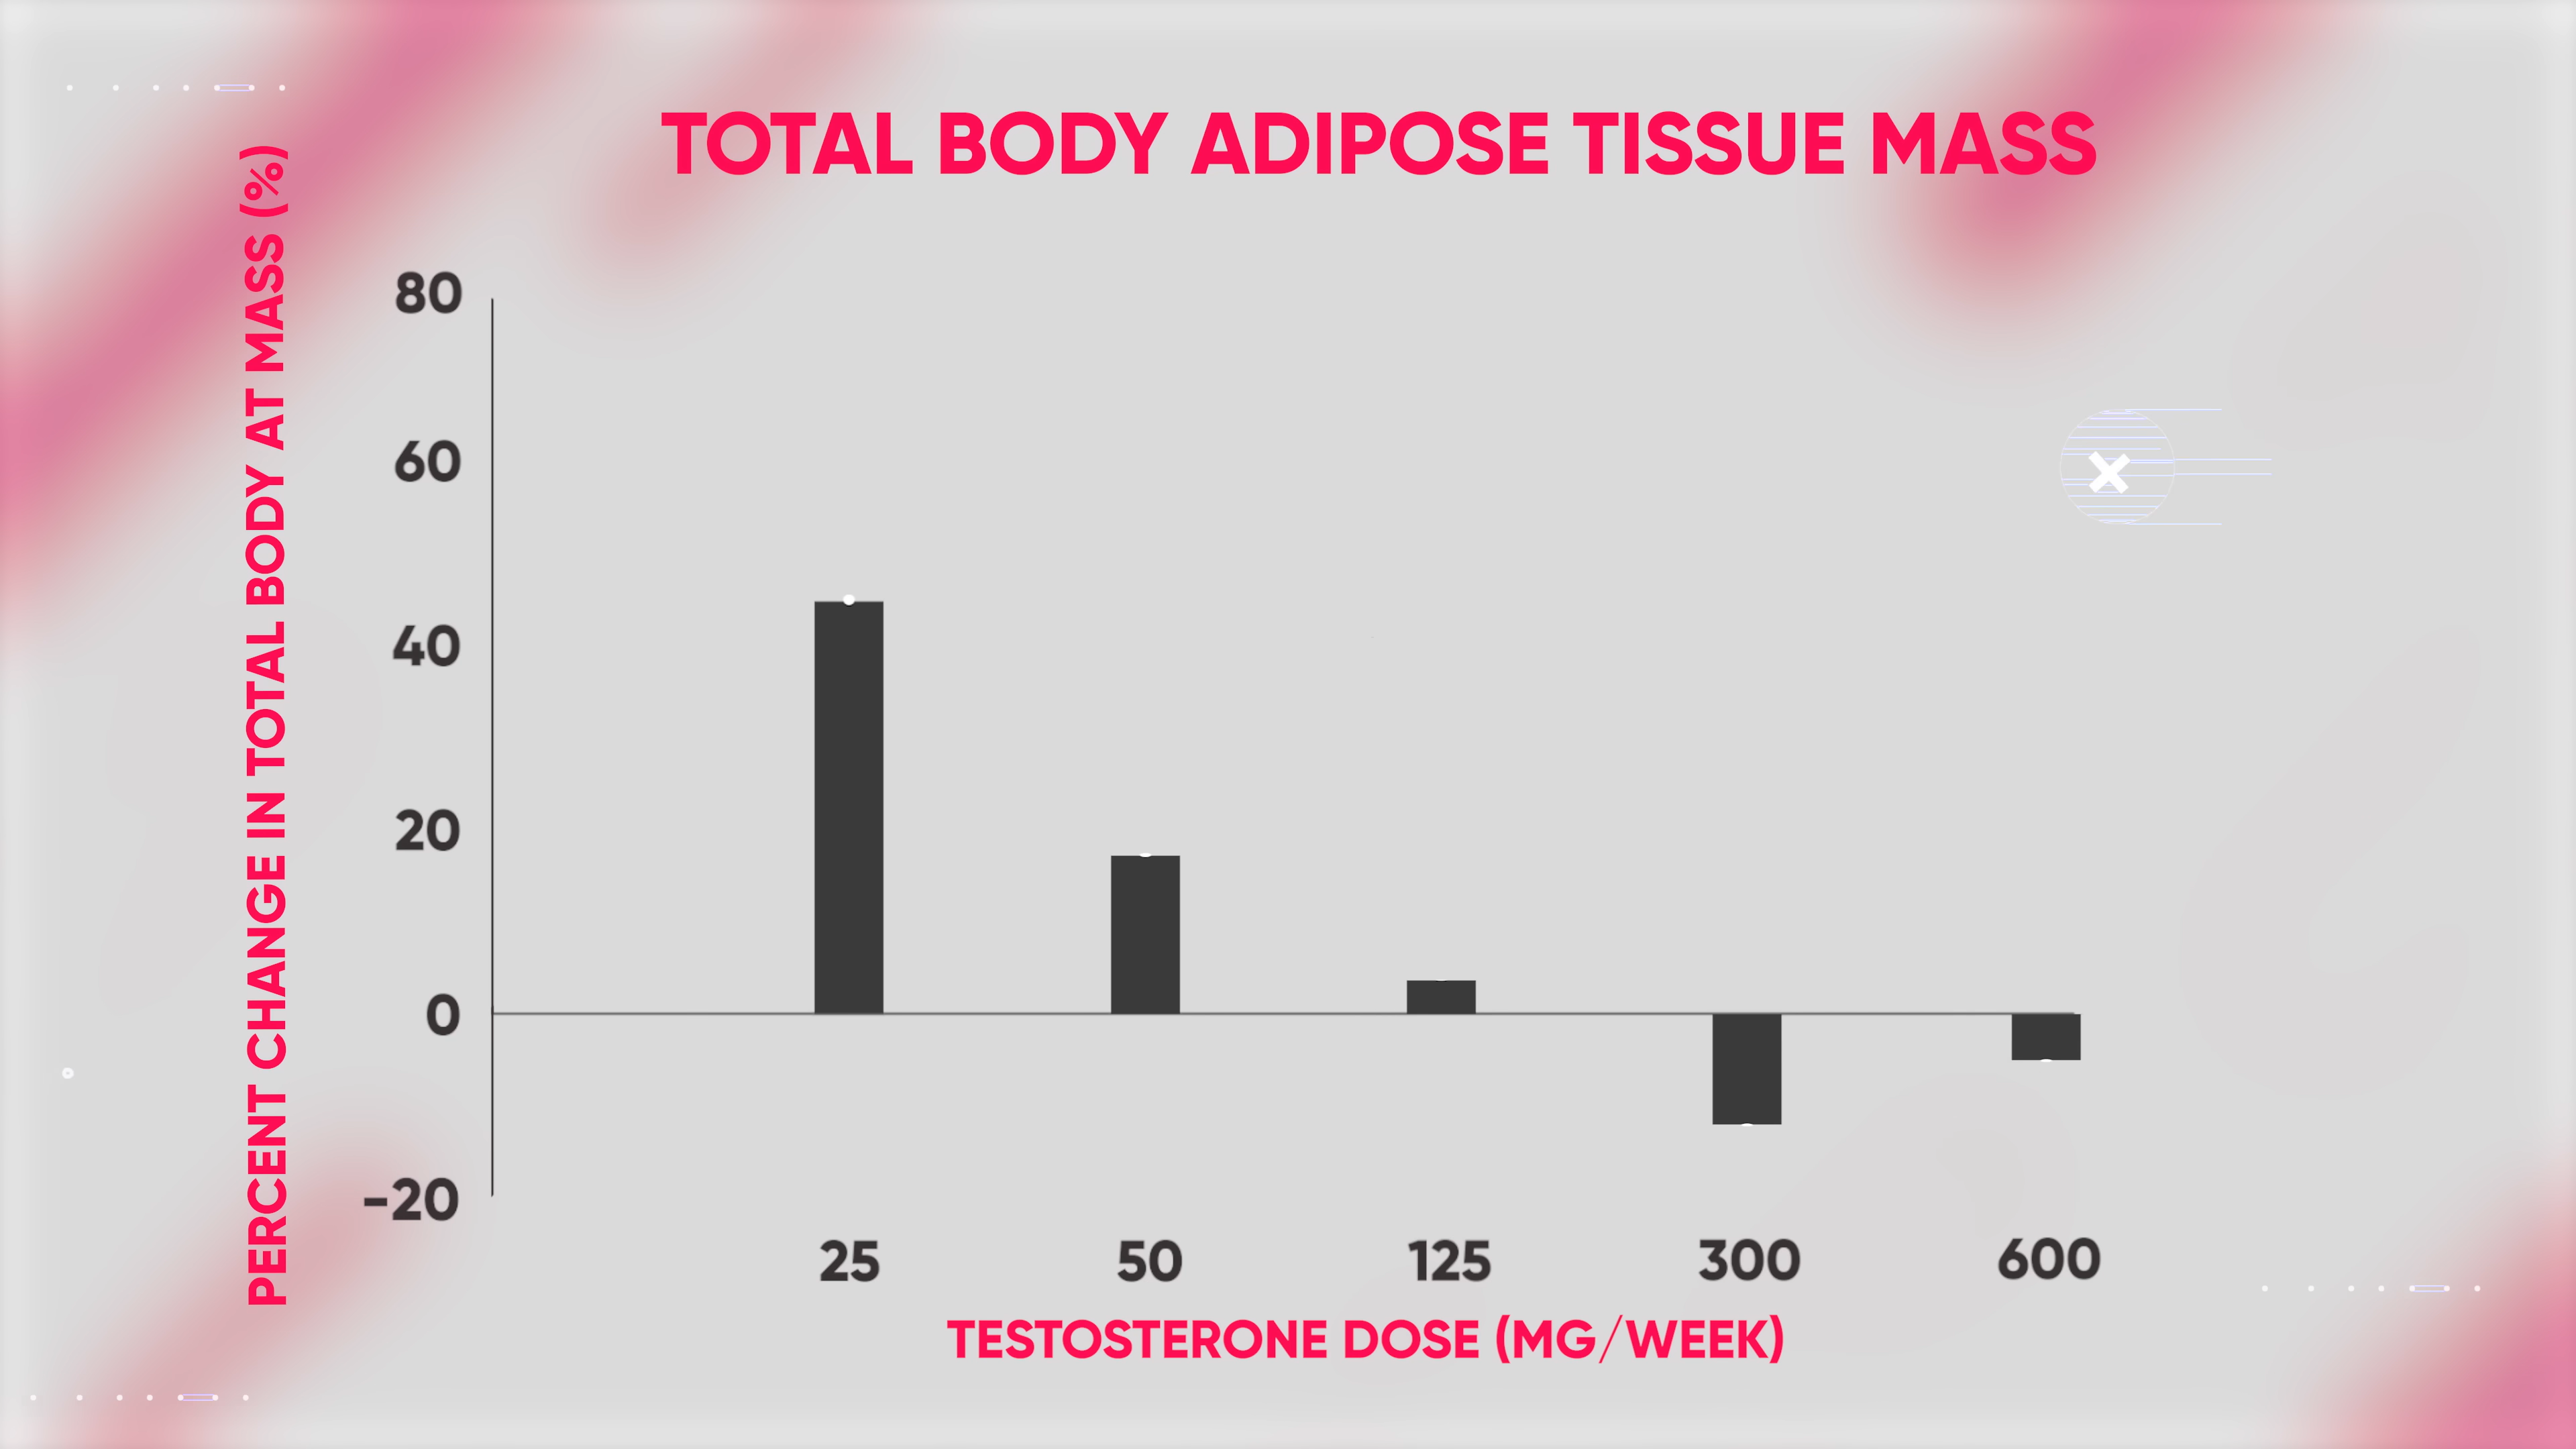 TOTAL BODY ADIPOSE TISSUE MASS
PERCENT CHANGE IN TOTAL BODY AT MASS (%)
80
60
40
20
0
-20
25 50 125 300 600
TESTOSTERONE DOSE (MG/WEEK)